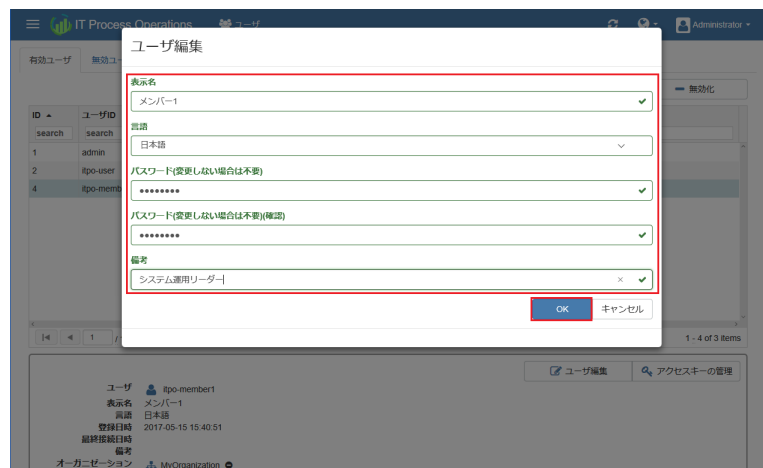 IT Process Operations ユーザ Administrator
ユーザ編集
有効ユーザ 無効ユー
無効化
表示名
メンバー1
ID ユーザID
search search
言語
日本語
1 admin
2 itpo-user
4 itpo-memb
パスワード(変更しない場合は不要)
••••••••
パスワード(変更しない場合は不要)(確認)
••••••••
備考
システム運用リーダー
OK キャンセル
1 /
1 - 4 of 3 items
ユーザ編集 アクセスキーの管理
ユーザ itpo-member1
表示名 メンバー1
言語 日本語
登録日時 2017-05-15 15:40:51
最終接続日時
備考
オーガニゼーション MyOrganization